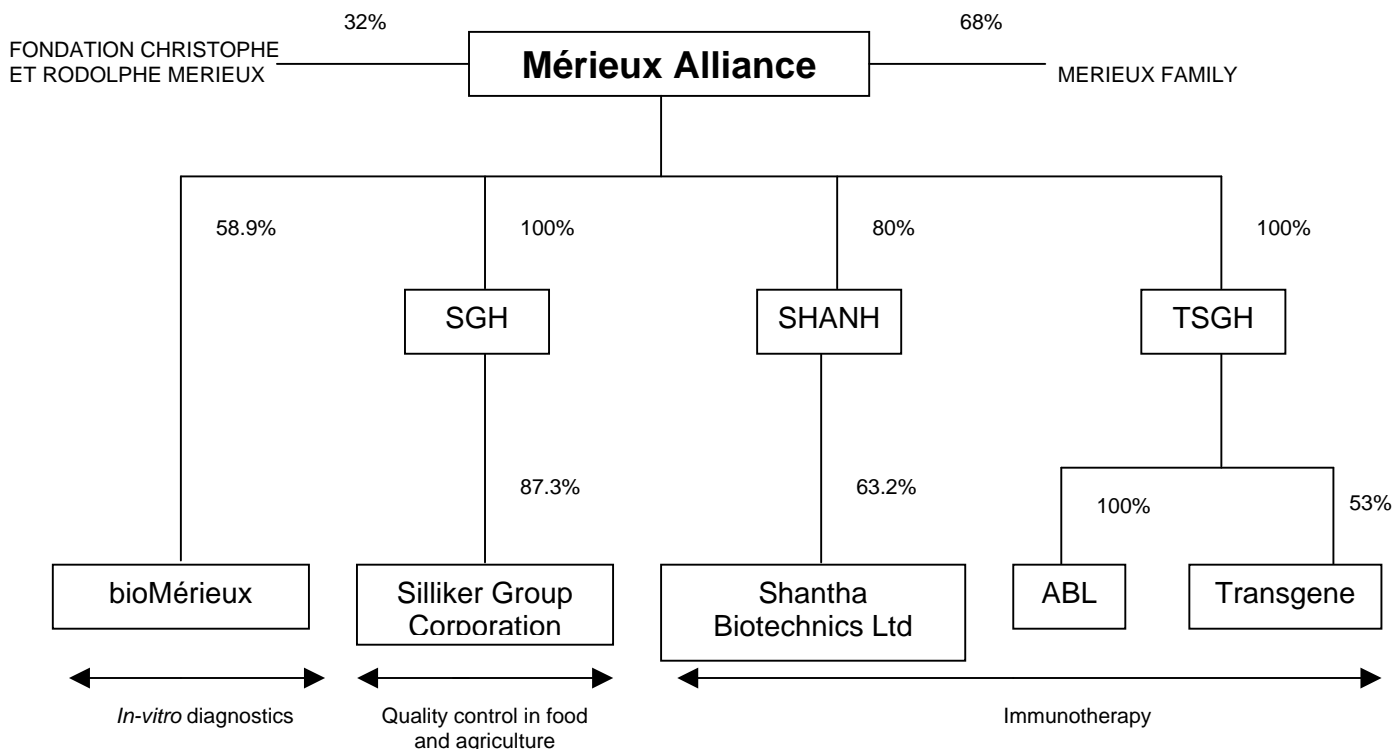 32%
68%
FONDATION CHRISTOPHE
ET RODOLPHE MERIEUX
Mérieux Alliance
MERIEUX FAMILY
58.9%
100%
80%
100%
SGH
SHANH
TSGH
87.3%
63.2%
100%
53%
bioMérieux
Silliker Group
Corporation
Shantha
Biotechnics Ltd
ABL
Transgene
In-vitro diagnostics
Quality control in food
and agriculture
Immunotherapy